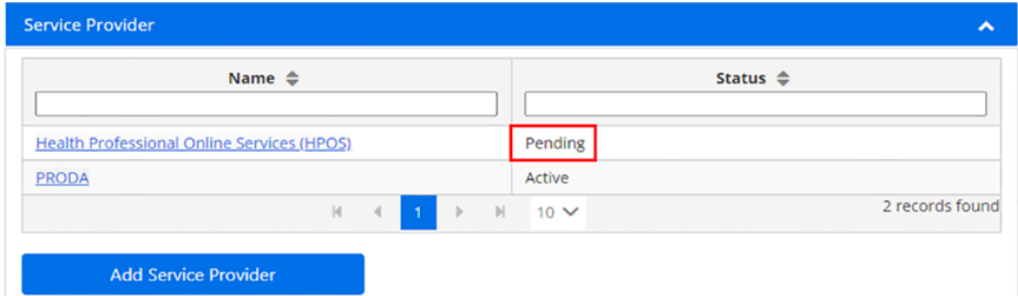 Service Provider
Name Status
Health Professional Online Services (HPOS) Pending
PRODA Active
1 10 2 records found
Add Service Provider